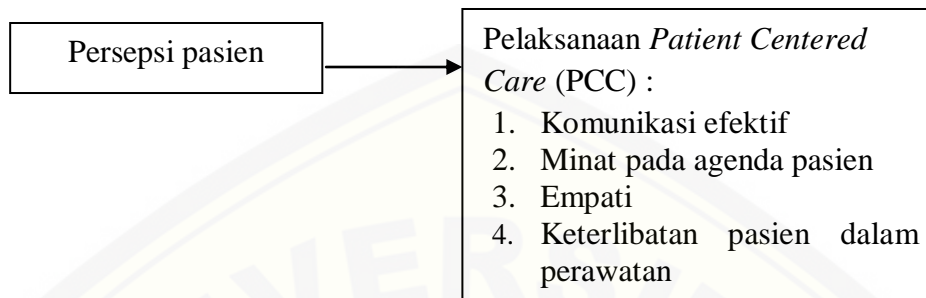 Persepsi pasien
Pelaksanaan Patient Centered
Care (PCC) :
1. Komunikasi efektif
2. Minat pada agenda pasien
3. Empati
4. Keterlibatan pasien dalam
perawatan